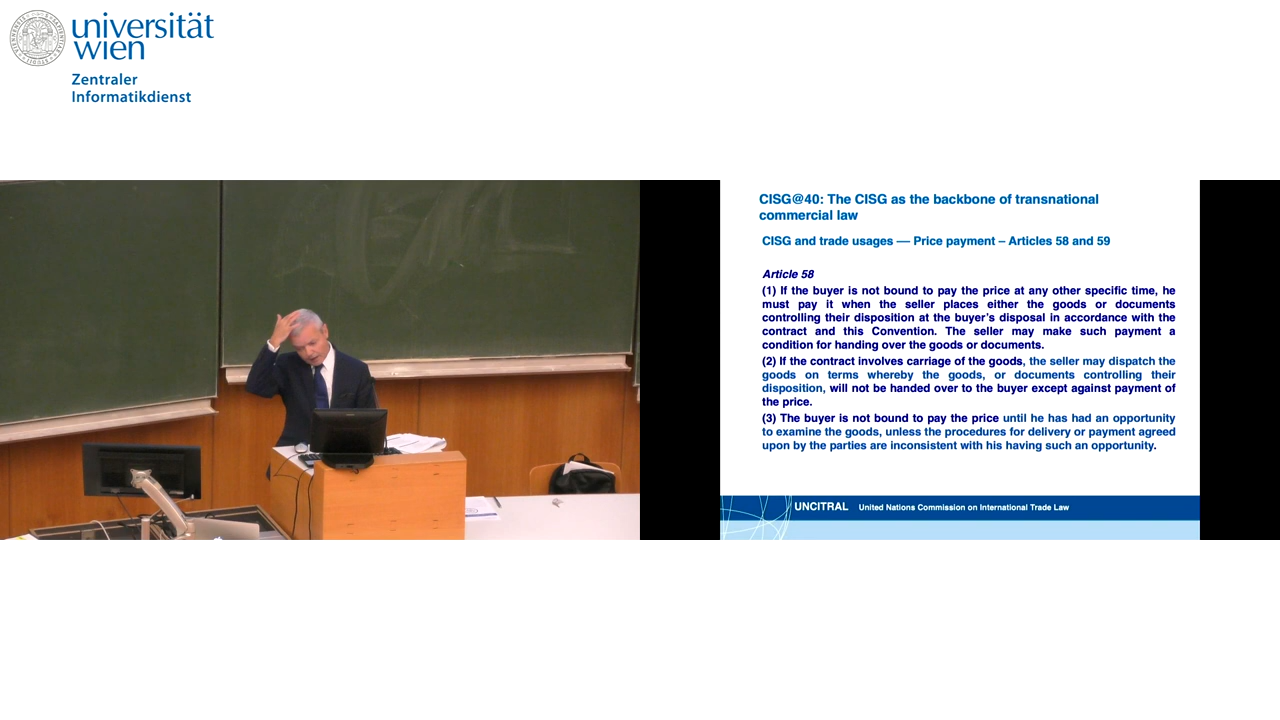 universität
wien
Zentraler
Informatikdienst
CISG@40: The CISG as the backbone of transnational
commercial law
CISG and trade usages –– Price payment – Articles 58 and 59
Article 58
(1) If the buyer is not bound to pay the price at any other specific time, he
must pay it when the seller places either the goods or documents
controlling their disposition at the buyer's disposal in accordance with the
contract and this Convention. The seller may make such payment a
condition for handing over the goods or documents.
(2) If the contract involves carriage of the goods, the seller may dispatch the
goods on terms whereby the goods, or documents controlling their
disposition, will not be handed over to the buyer except against payment of
the price.
(3) The buyer is not bound to pay the price until he has had an opportunity
to examine the goods, unless the procedures for delivery or payment agreed
upon by the parties are inconsistent with his having such an opportunity.
UNCITRAL United Nations Commission on International Trade Law